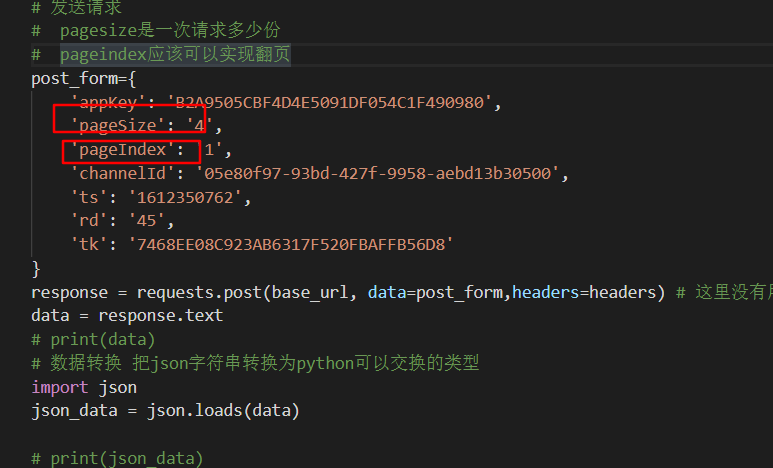 # 发送请求
# pagesize是一次请求多少份
# pageindex应该可以实现翻页
post_form={
    'appKey': 'B2A9505CBF4D4E5091DF054C1F490980',
    'pageSize': '4',
    'pageIndex': '1',
    'channelId': '05e80f97-93bd-427f-9958-aebd13b30500',
    'ts': '1612350762',
    'rd': '45',
    'tk': '7468EE08C923AB6317F520FBAFFB56D8'
}
response = requests.post(base_url, data=post_form,headers=headers) # 这里没有
data = response.text
# print(data)
# 数据转换 把json字符串转换为python可以交换的类型
import json
json_data = json.loads(data)
# print(json_data)